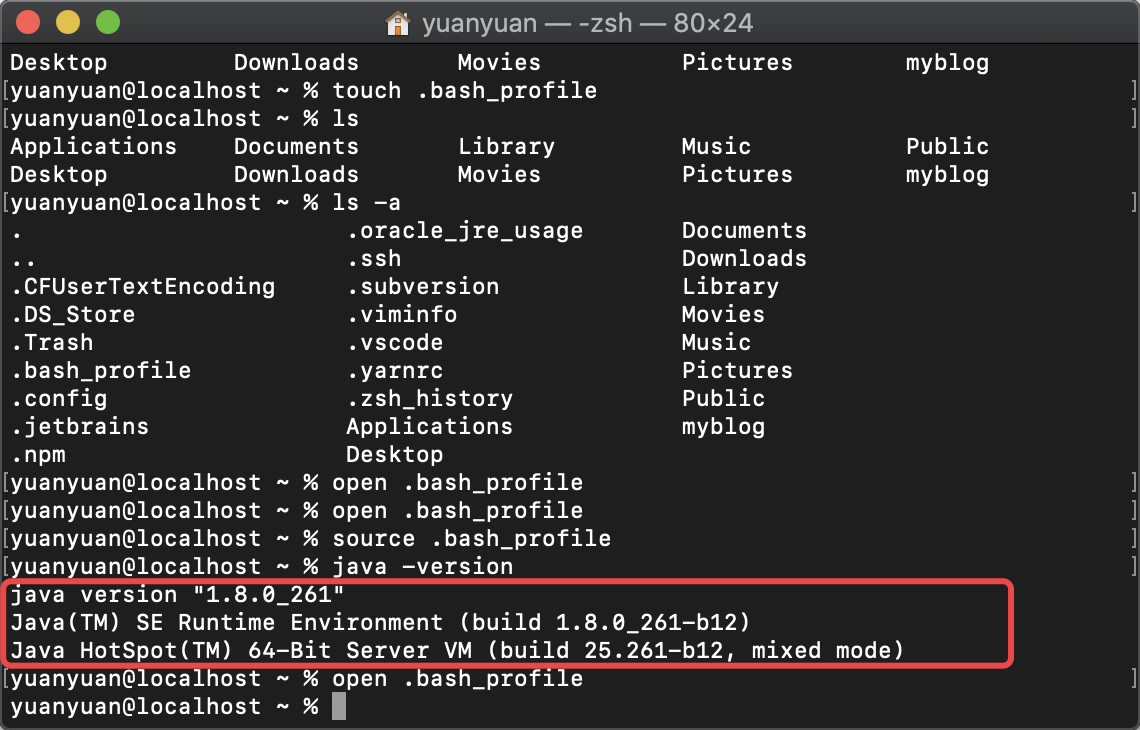 yuanyuan — -zsh — 80×24
Desktop Downloads Movies Pictures myblog
[yuanyuan@localhost ~ % touch .bash_profile ]
[yuanyuan@localhost ~ % ls ]
Applications Documents Library Music Public
Desktop Downloads Movies Pictures myblog
[yuanyuan@localhost ~ % ls -a ]
. .oracle_jre_usage Documents
.. .ssh Downloads
.CFUserTextEncoding .subversion Library
.DS_Store .viminfo Movies
.Trash .vscode Music
.bash_profile .yarnrc Pictures
.config .zsh_history Public
.jetbrains Applications myblog
.npm Desktop
[yuanyuan@localhost ~ % open .bash_profile ]
[yuanyuan@localhost ~ % open .bash_profile ]
[yuanyuan@localhost ~ % source .bash_profile ]
[yuanyuan@localhost ~ % java -version ]
java version "1.8.0_261"
Java(TM) SE Runtime Environment (build 1.8.0_261-b12)
Java HotSpot(TM) 64-Bit Server VM (build 25.261-b12, mixed mode)
[yuanyuan@localhost ~ % open .bash_profile ]
yuanyuan@localhost ~ %